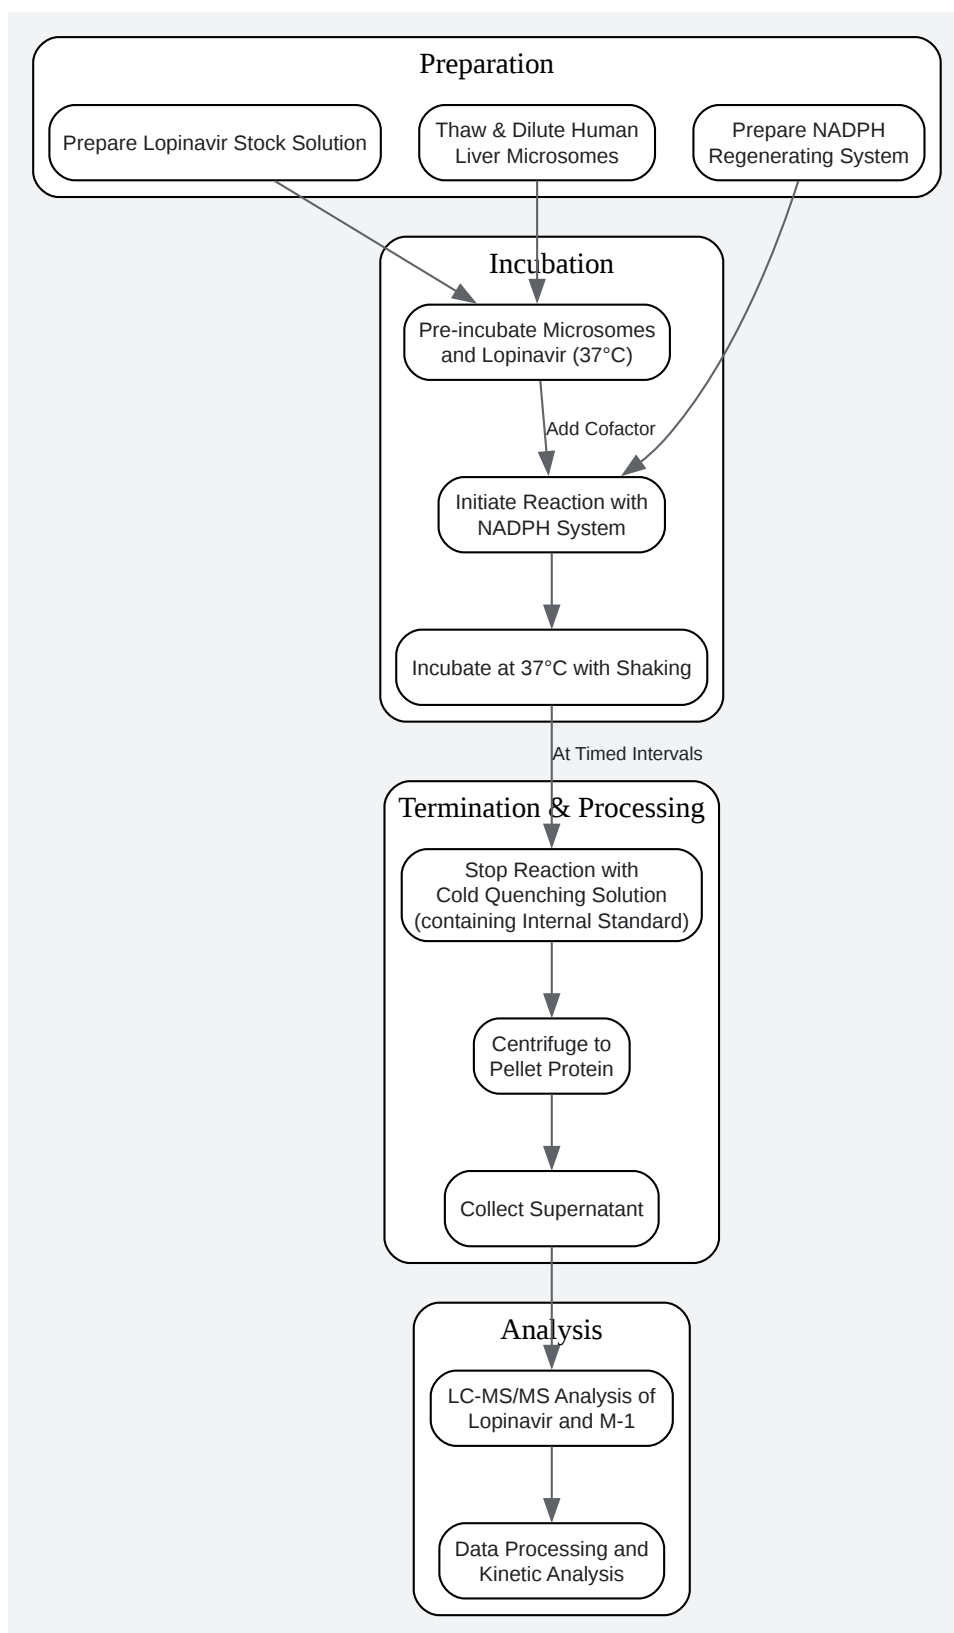 Preparation
Prepare Lopinavir Stock Solution
Thaw & Dilute Human
Liver Microsomes
Prepare NADPH
Regenerating System
Incubation
Pre-incubate Microsomes
and Lopinavir (37°C)
Add Cofactor
Initiate Reaction with
NADPH System
Incubate at 37°C with Shaking
At Timed Intervals
Termination & Processing
Stop Reaction with
Cold Quenching Solution
(containing Internal Standard)
Centrifuge to
Pellet Protein
Collect Supernatant
Analysis
LC-MS/MS Analysis of
Lopinavir and M-1
Data Processing and
Kinetic Analysis